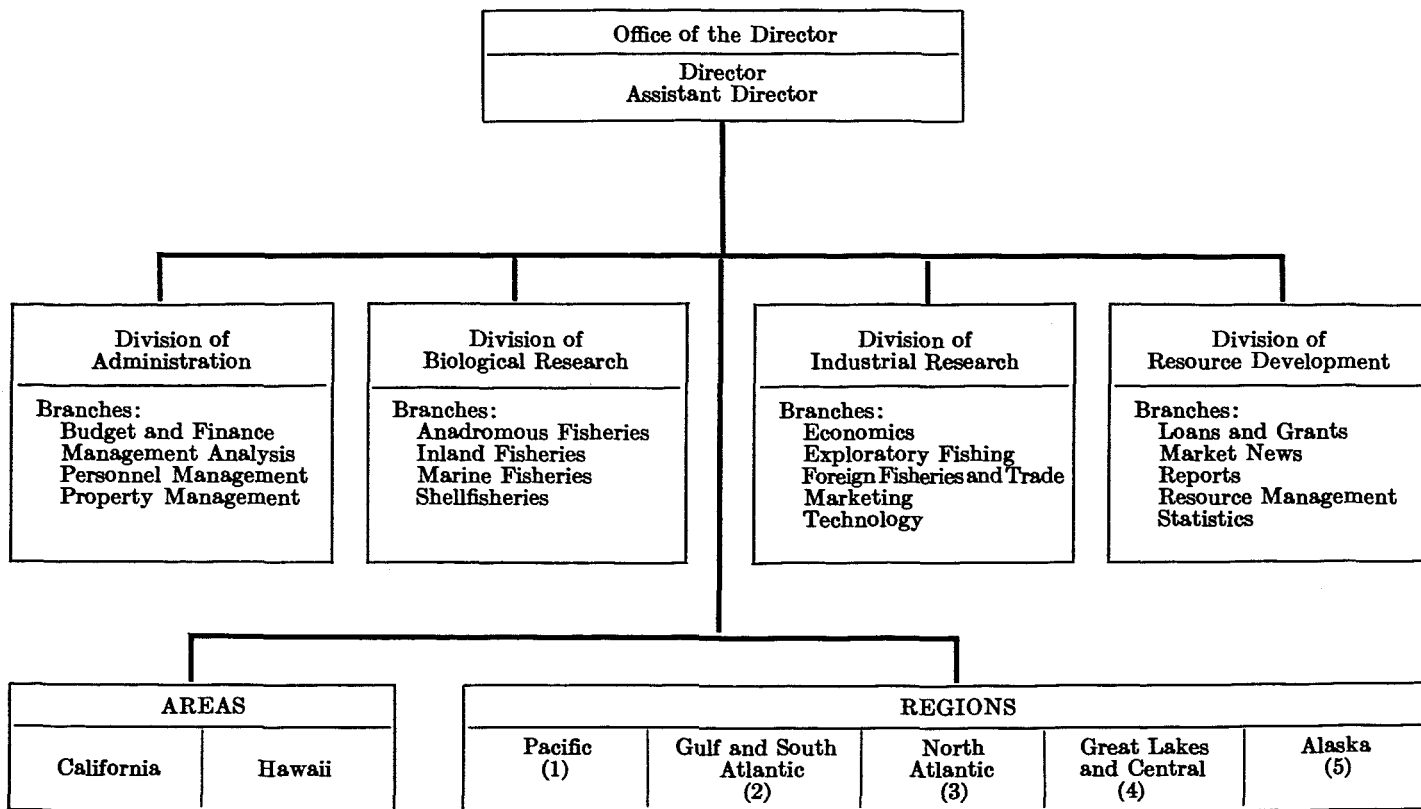 Office of the Director
Director
Assistant Director
Division of
Administration
Branches:
Budget and Finance
Management Analysis
Personnel Management
Property Management
Division of
Biological Research
Branches:
Anadromous Fisheries
Inland Fisheries
Marine Fisheries
Shellfisheries
Division of
Industrial Research
Branches:
Economics
Exploratory Fishing
Foreign Fisheries and Trade
Marketing
Technology
Division of
Resource Development
Branches:
Loans and Grants
Market News
Reports
Resource Management
Statistics
AREAS
California
Hawaii
REGIONS
Pacific
(1)
Gulf and South
Atlantic
(2)
North
Atlantic
(3)
Great Lakes
and Central
(4)
Alaska
(5)